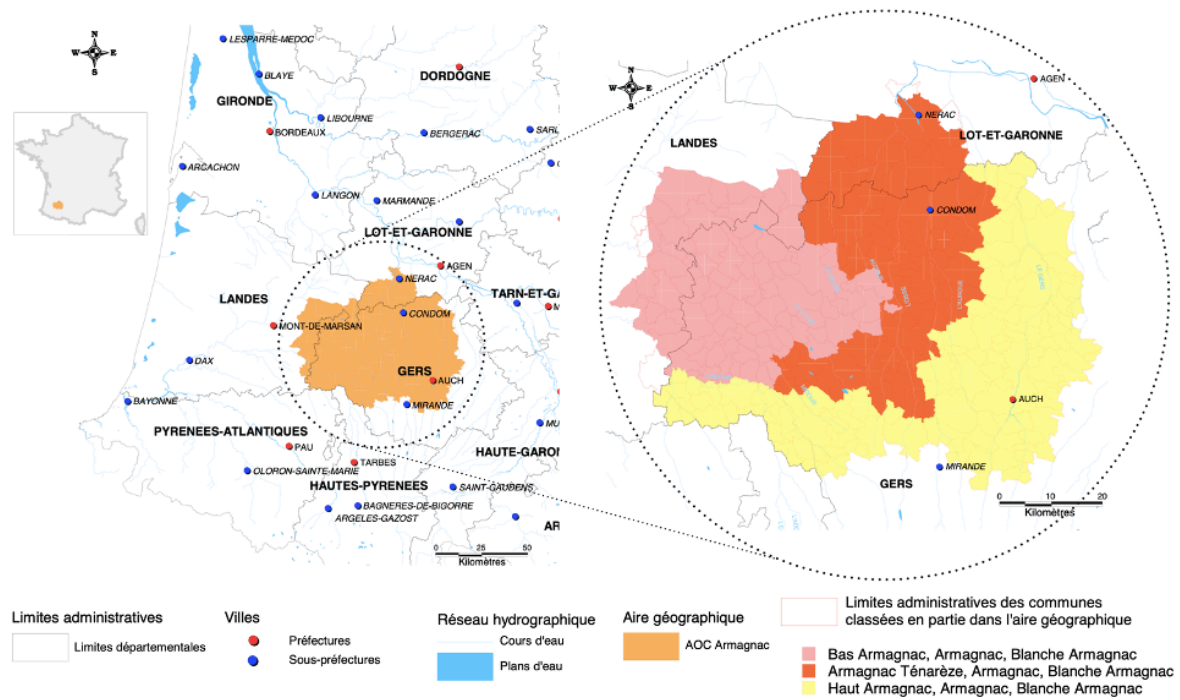 N
W E
S
LESPARRE-MEDOC
BLAYE
DORDOGNE
GIRONDE
LIBOURNE
BORDEAUX
BERGERAC
SARL
ARCACHON
LANGON
MARMANDE
LOT-ET-GARONNE
AGEN
NERAC
TARN-ET-GA
LANDES
CONDOM
MONT-DE-MARSAN
DAX
GERS
AUCH
BAYONNE
MIRANDE
MU
PYRENEES-ATLANTIQUES
PAU
HAUTE-GARON
TARBES
OLORON-SAINTE-MARIE
HAUTES-PYRENEES
SAINT-GAUDENS
BAGNERES-DE-BIGORRE
ARGELES-GAZOST
AR
0 25 50
Kilomètres
N
W E
S
AGEN
NERAC
LANDES
LOT-ET-GARONNE
CONDOM
AUCH
MIRANDE
GERS
0 10 20
Kilomètres
Limites administratives
Limites départementales
Villes
Préfectures
Sous-préfectures
Réseau hydrographique
Cours d'eau
Plans d'eau
Aire géographique
AOC Armagnac
Limites administratives des communes
classées en partie dans l'aire géographique
Bas Armagnac, Armagnac, Blanche Armagnac
Armagnac Ténarèze, Armagnac, Blanche Armagnac
Haut Armagnac, Armagnac, Blanche Armagnac